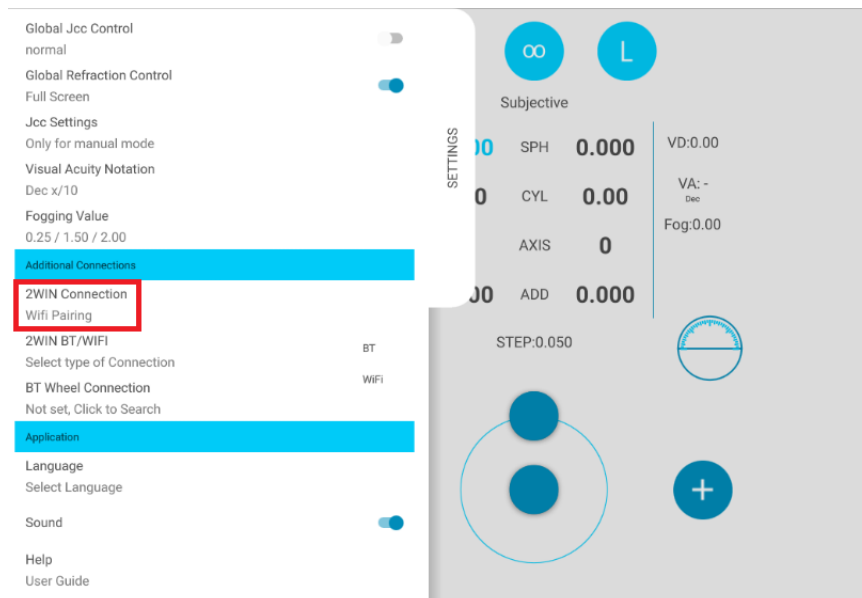 Global Jcc Control
normal
Global Refraction Control
Full Screen
Jcc Settings
Only for manual mode
Visual Acuity Notation
Dec x/10
Fogging Value
0.25 / 1.50 / 2.00
Additional Connections
2WIN Connection
Wifi Pairing
2WIN BT/WIFI
Select type of Connection
BT
WiFi
BT Wheel Connection
Not set, Click to Search
Application
Language
Select Language
Sound
Help
User Guide
SETTINGS
∞ L
Subjective
00 SPH 0.000
0 CYL 0.00
AXIS 0
00 ADD 0.000
STEP:0.050
VD:0.00
VA: -
Dec
Fog:0.00
+